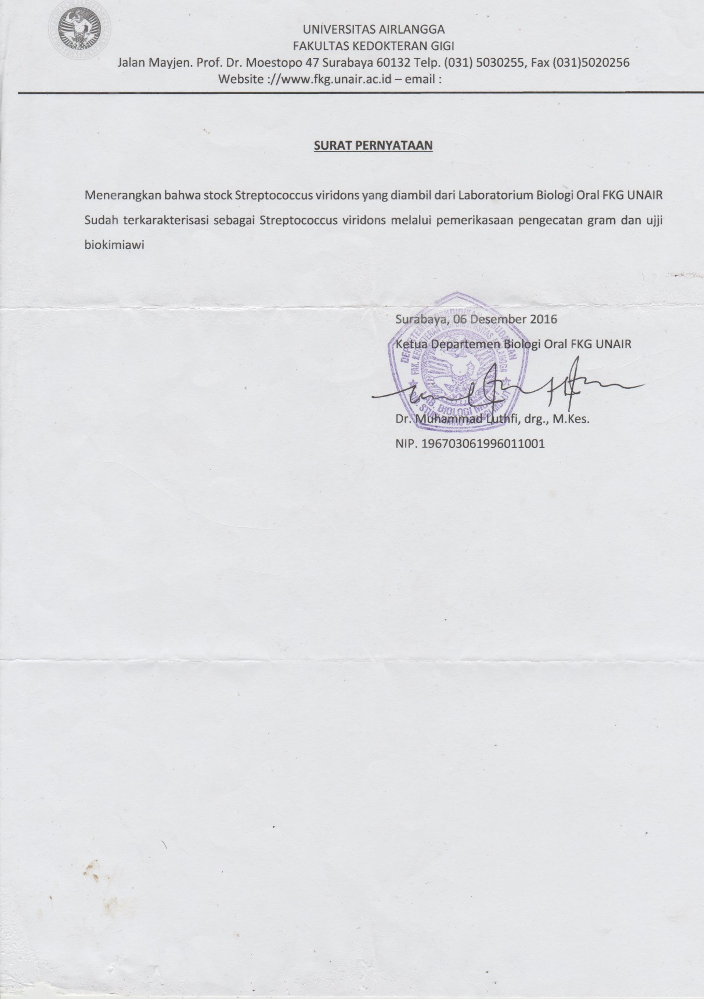 UNIVERSITAS AIRLANGGA
FAKULTAS KEDOKTERAN GIGI
Jalan Mayjen. Prof. Dr. Moestopo 47 Surabaya 60132 Telp. (031) 5030255, Fax (031)5020256
Website ://www.fkg.unair.ac.id – email :
SURAT PERNYATAAN
Menerangkan bahwa stock Streptococcus viridons yang diambil dari Laboratorium Biologi Oral FKG UNAIR
Sudah terkarakterisasi sebagai Streptococcus viridons melalui pemerikasaan pengecatan gram dan ujji
biokimiawi
Surabaya, 06 Desember 2016
Ketua Departemen Biologi Oral FKG UNAIR
LAB. BIOLOGI MULUT
Dr. Muhammad Luthfi, drg., M.Kes.
NIP. 196703061996011001